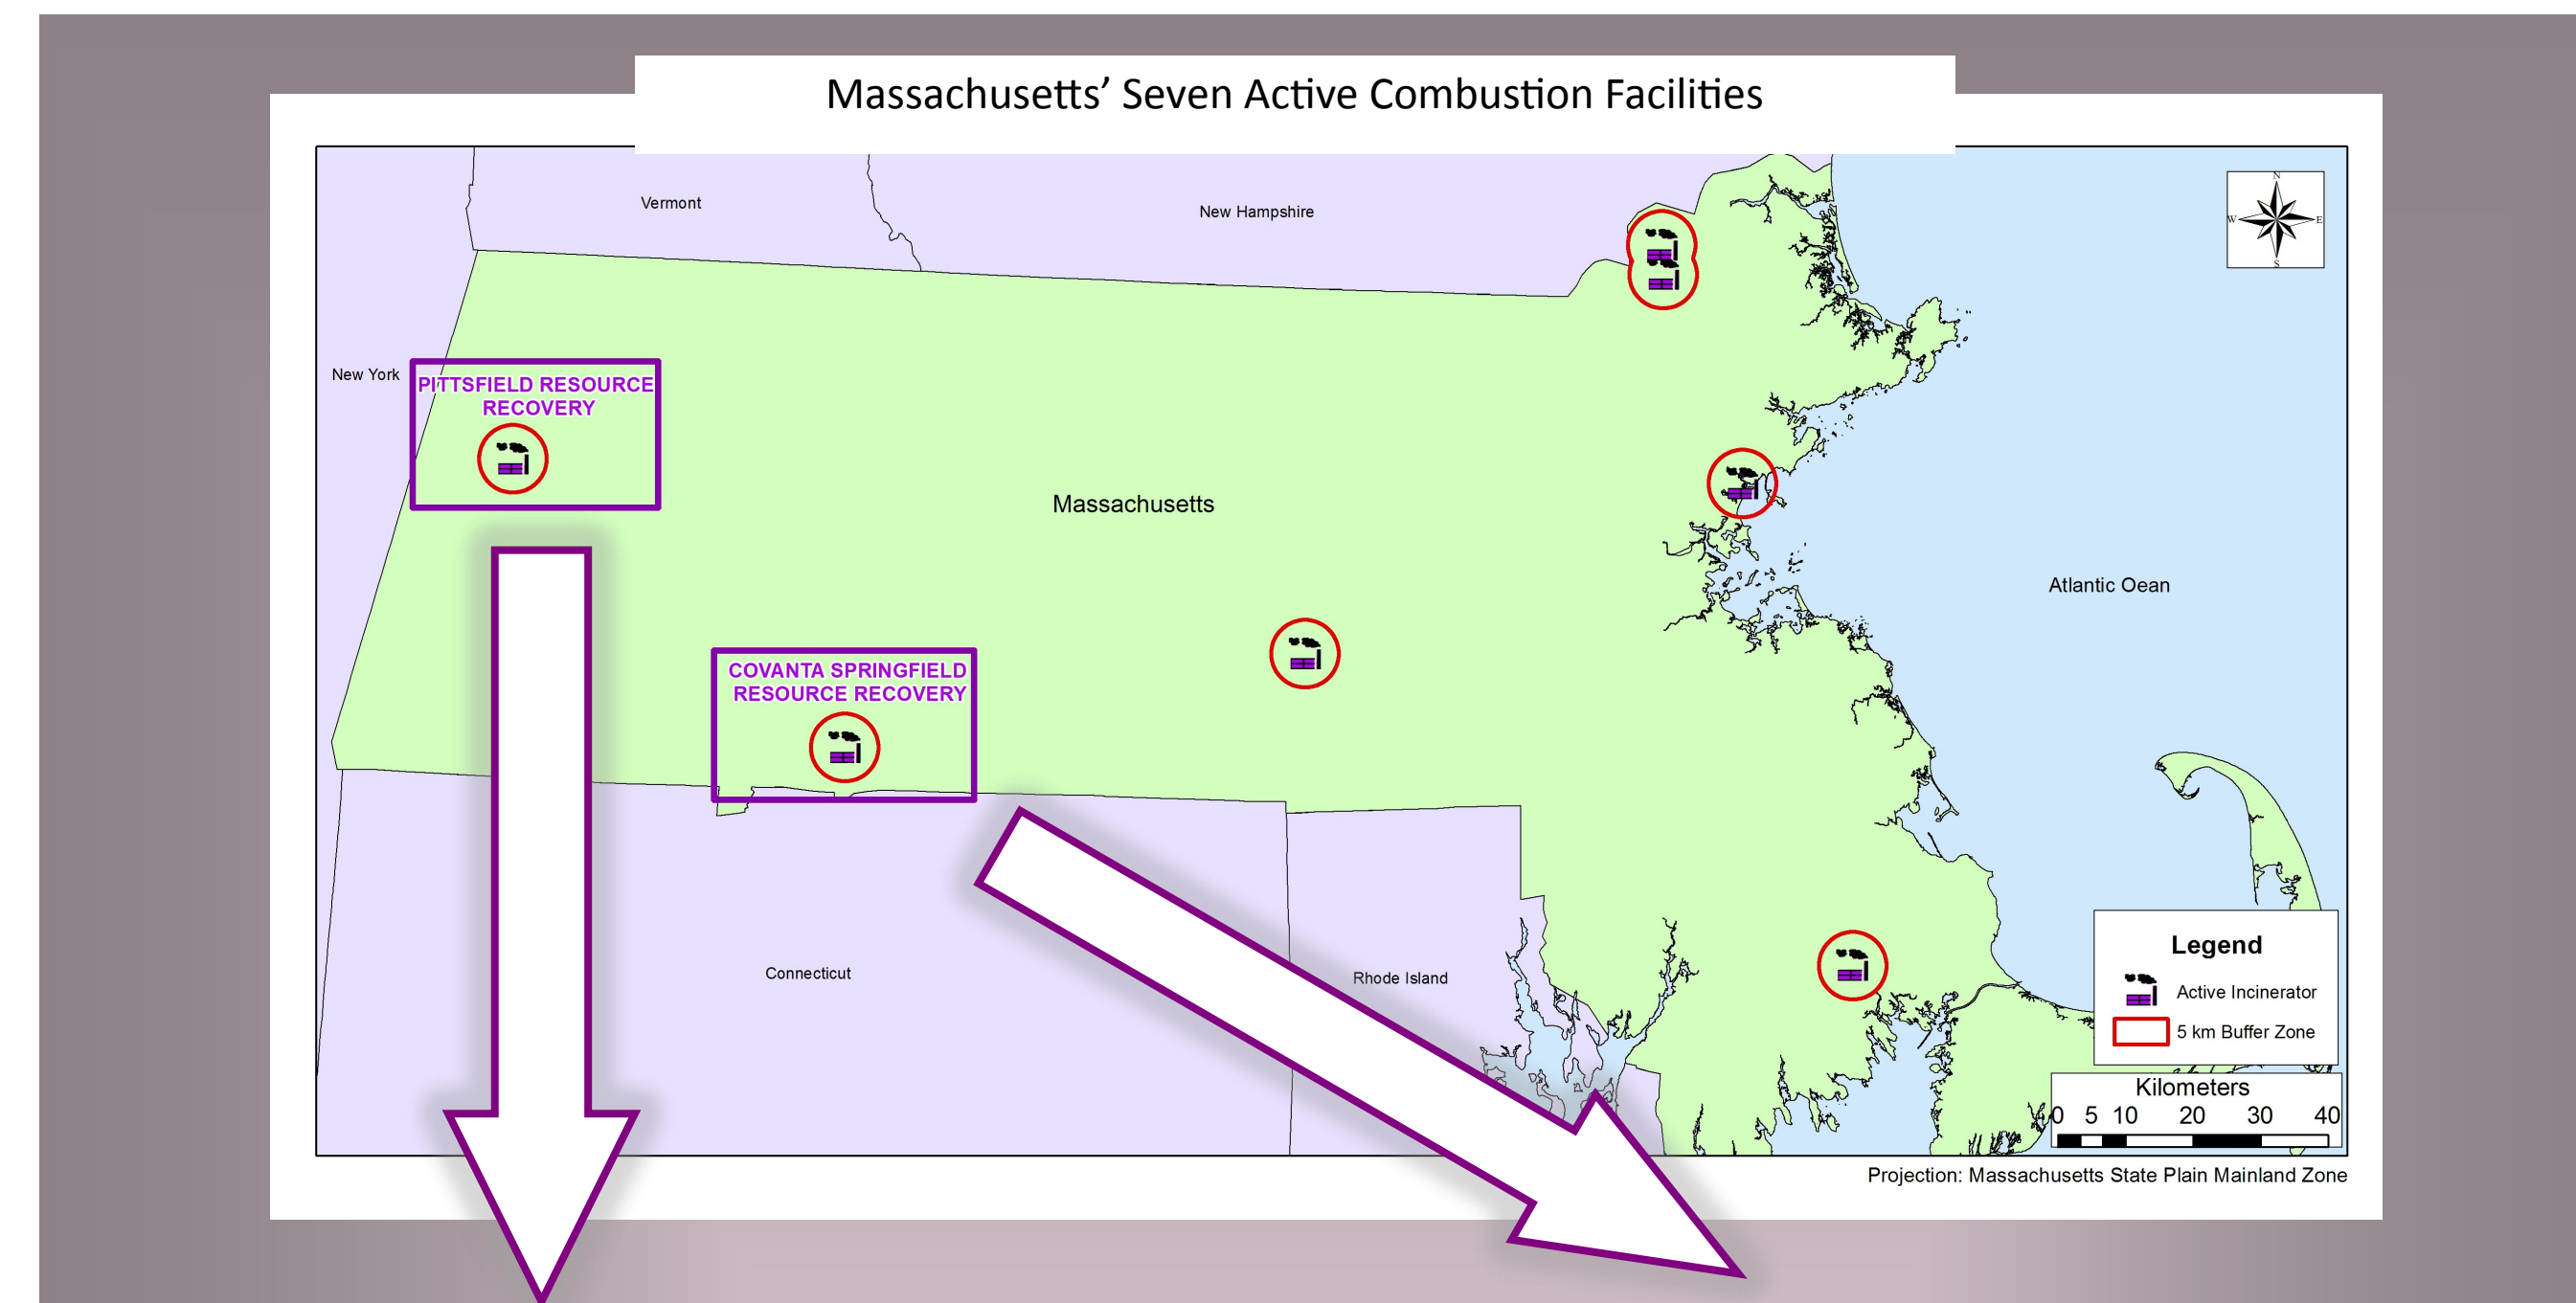 Massachusetts’ Seven Active Combustion Facilities
Vermont
New Hampshire
N
W
E
S
New York
PITTSFIELD RESOURCE
RECOVERY
Massachusetts
Atlantic Oean
COVANTA SPRINGFIELD
RESOURCE RECOVERY
Connecticut
Rhode Island
Legend
Active Incinerator
5 km Buffer Zone
Kilometers
0 5 10 20 30 40
Projection: Massachusetts State Plain Mainland Zone